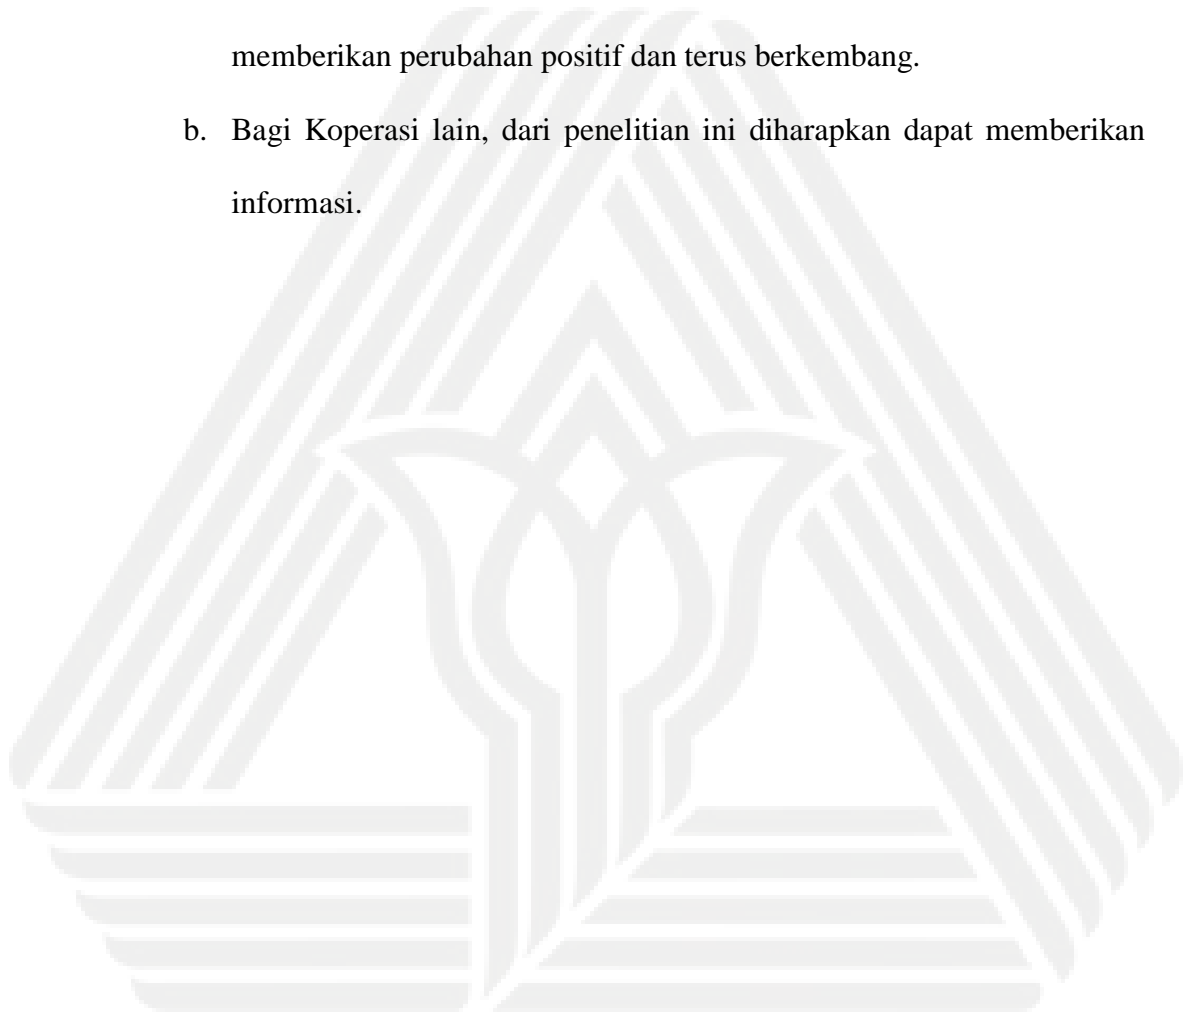 memberikan perubahan positif dan terus berkembang.
b. Bagi Koperasi lain, dari penelitian ini diharapkan dapat memberikan
informasi.